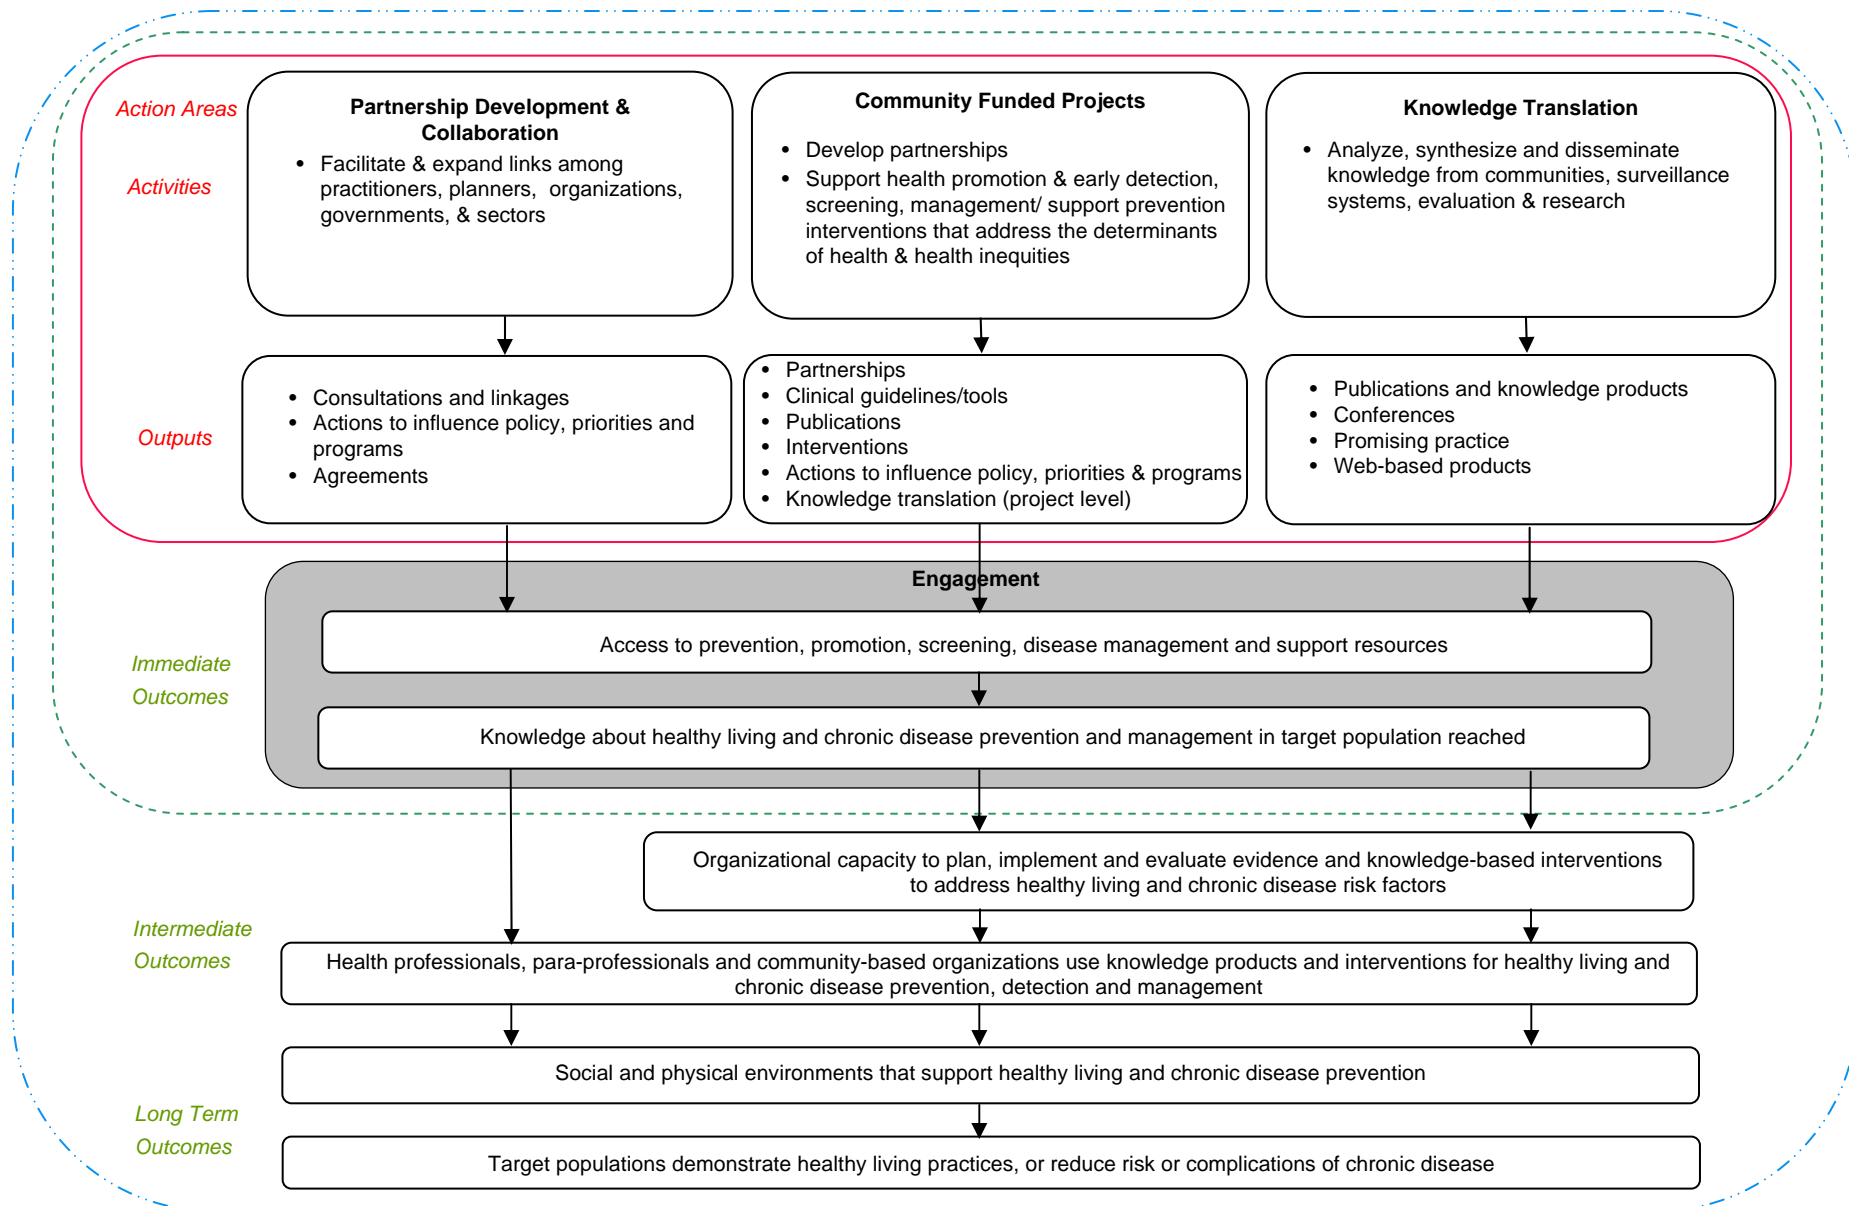 Action Areas
Partnership Development &
Collaboration
Activities
• Facilitate & expand links among
practitioners, planners, organizations,
governments, & sectors
Community Funded Projects
• Develop partnerships
• Support health promotion & early detection,
screening, management/ support prevention
interventions that address the determinants
of health & health inequities
Knowledge Translation
• Analyze, synthesize and disseminate
knowledge from communities, surveillance
systems, evaluation & research
Outputs
• Consultations and linkages
• Actions to influence policy, priorities and
programs
• Agreements
• Partnerships
• Clinical guidelines/tools
• Publications
• Interventions
• Actions to influence policy, priorities & programs
• Knowledge translation (project level)
• Publications and knowledge products
• Conferences
• Promising practice
• Web-based products
Engagement
Immediate
Outcomes
Access to prevention, promotion, screening, disease management and support resources
Knowledge about healthy living and chronic disease prevention and management in target population reached
Organizational capacity to plan, implement and evaluate evidence and knowledge-based interventions
to address healthy living and chronic disease risk factors
Intermediate
Outcomes
Health professionals, para-professionals and community-based organizations use knowledge products and interventions for healthy living and
chronic disease prevention, detection and management
Social and physical environments that support healthy living and chronic disease prevention
Long Term
Outcomes
Target populations demonstrate healthy living practices, or reduce risk or complications of chronic disease